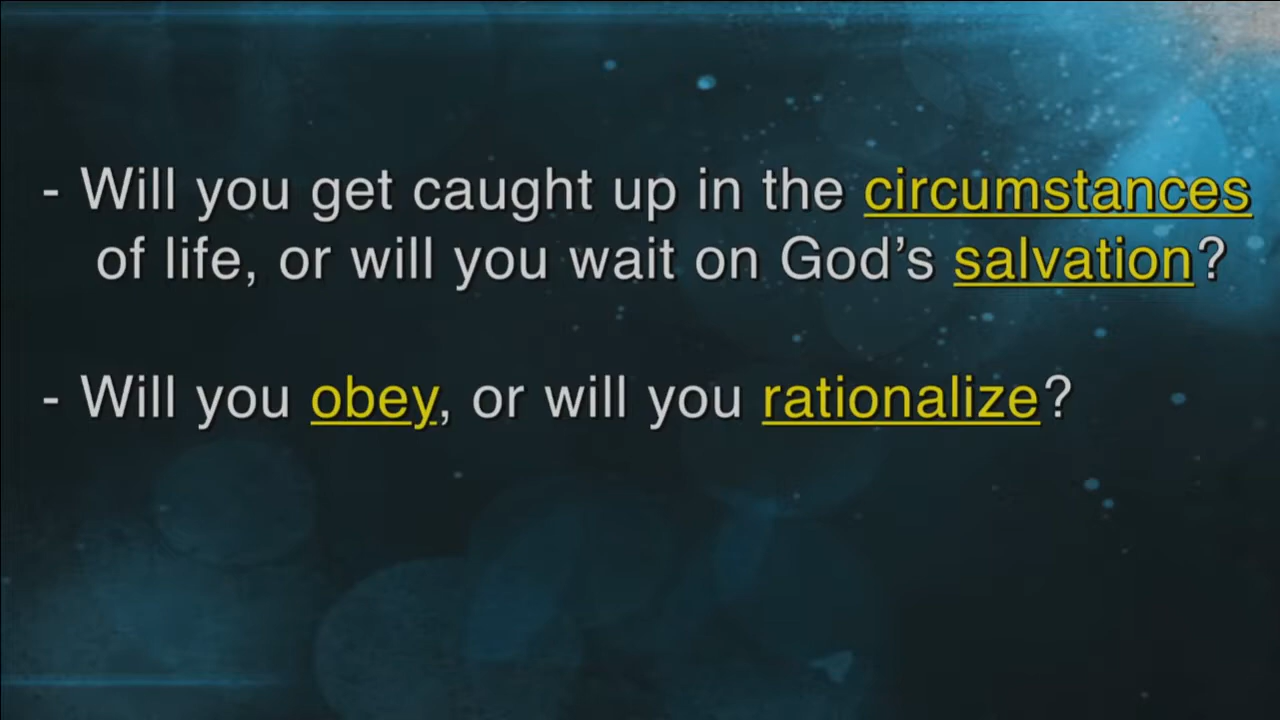 - Will you get caught up in the circumstances
of life, or will you wait on God’s salvation?
- Will you obey, or will you rationalize?